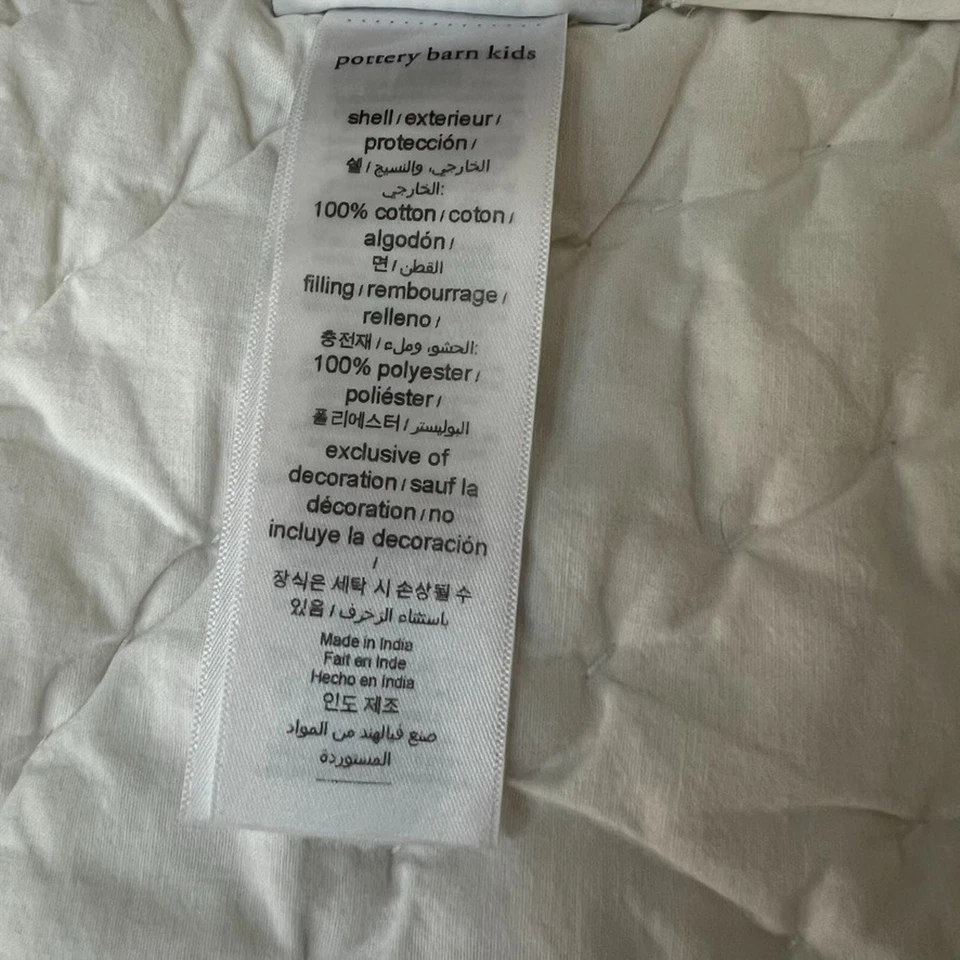 pottery barn kids
shell / exterieur /
protección /
쉘 / الخارجي، والنسيج
الخارجي:
100% cotton / coton /
algodón /
면 / القطن
filling / rembourrage /
relleno /
충전재 / الحشو، وملء:
100% polyester /
poliéster /
폴리에스터 / البوليستر
exclusive of
decoration / sauf la
décoration / no
incluye la decoración
/
장식은 세탁 시 손상될 수
있음 / باستثناء الزخرف
Made in India
Fait en Inde
Hecho en India
인도 제조
صنع فيالهند من المواد
المستوردة